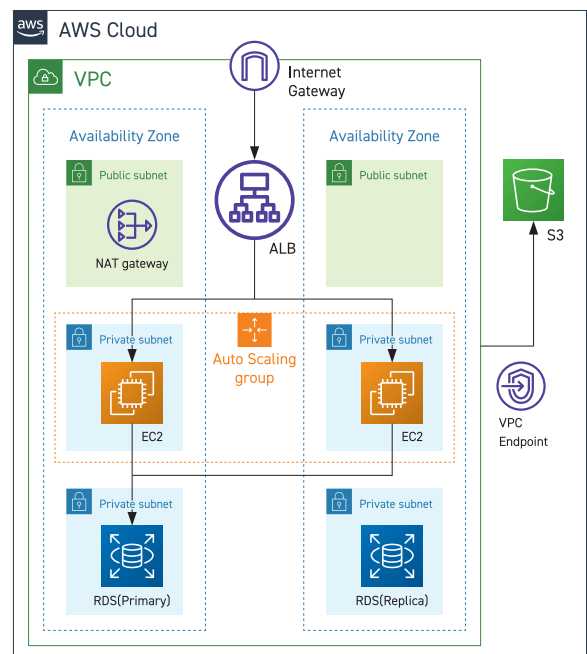 aws
AWS Cloud
VPC
Internet
Gateway
Availability Zone
Availability Zone
Public subnet
Public subnet
NAT gateway
ALB
S3
Private subnet
Private subnet
Auto Scaling
group
EC2
EC2
VPC
Endpoint
Private subnet
Private subnet
RDS(Primary)
RDS(Replica)